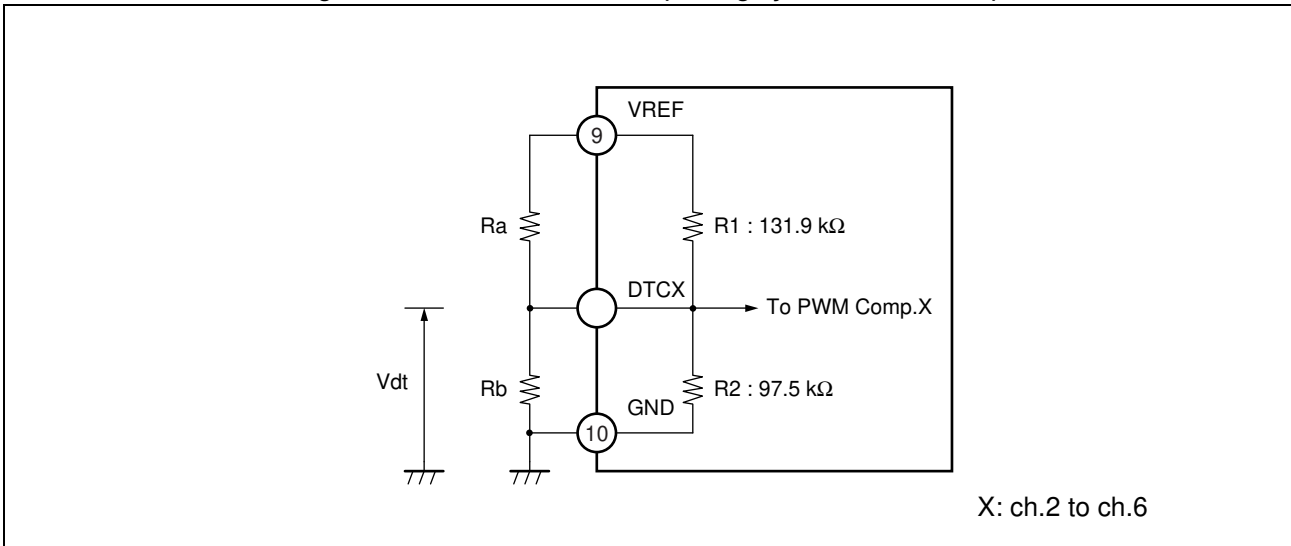 VREF
9
Ra
R1 : 131.9 kΩ
DTCX
To PWM Comp.X
Vdt
Rb
R2 : 97.5 kΩ
GND
10
X: ch.2 to ch.6